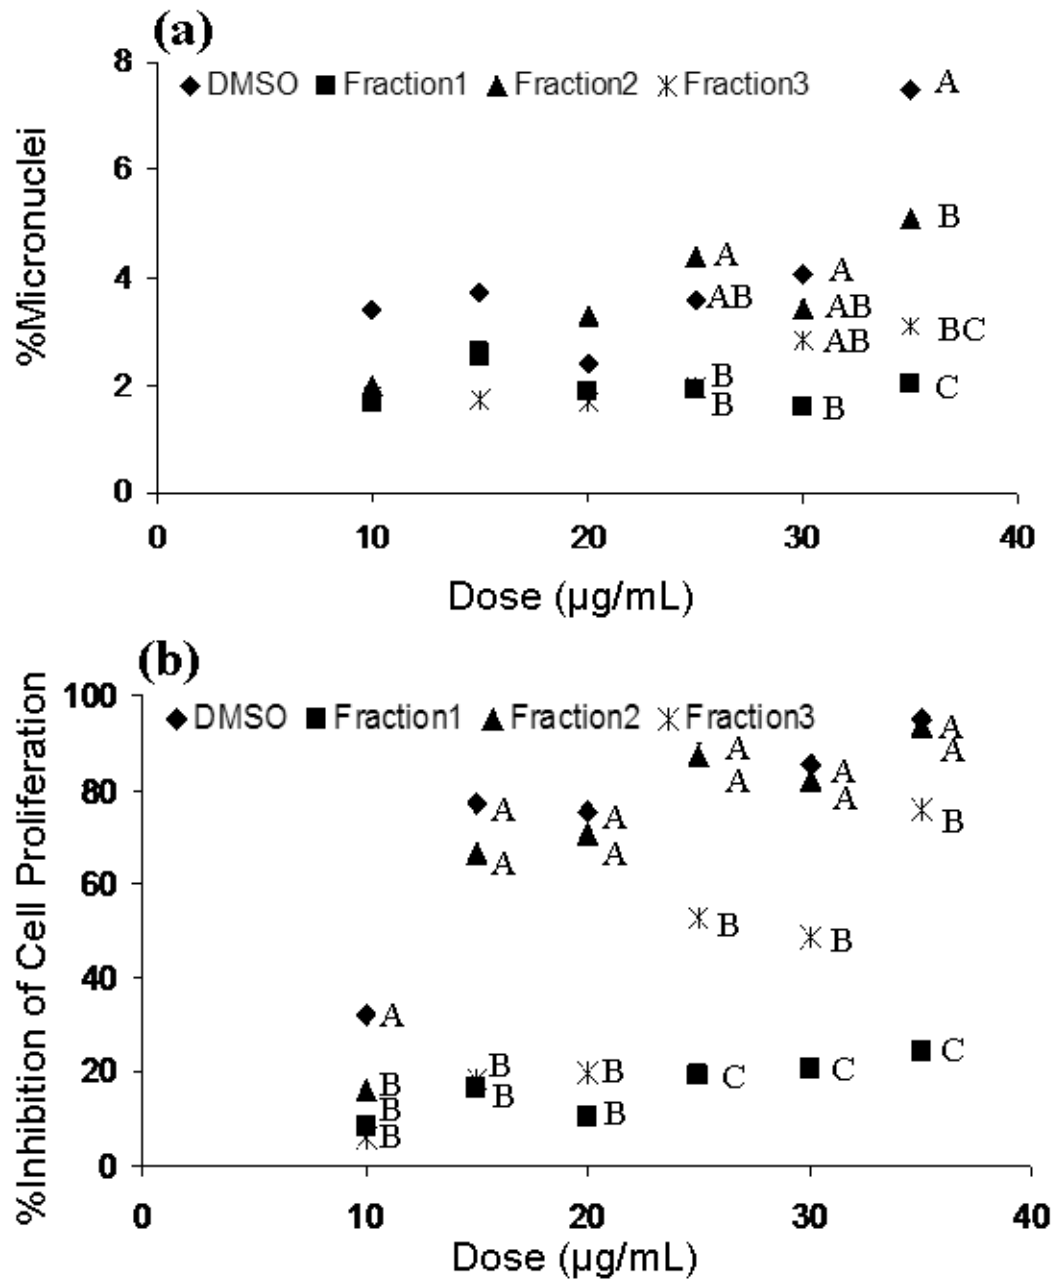 (a)
8
DMSO Fraction1 Fraction2 Fraction3
A
6
B
A
4
A
AB
AB
BC
AB
B
2
B
B
C
0
0 10 20 30 40
%Micronuclei
Dose (µg/mL)
(b)
100
DMSO Fraction1 Fraction2 Fraction3
A
A
A
A
80
A
A
A
A
A
B
A
A
60
B
B
40
A
20
B
B
B
C
C
C
B
B
B
B
0
0 10 20 30 40
%Inhibition of Cell Proliferation
Dose (µg/mL)